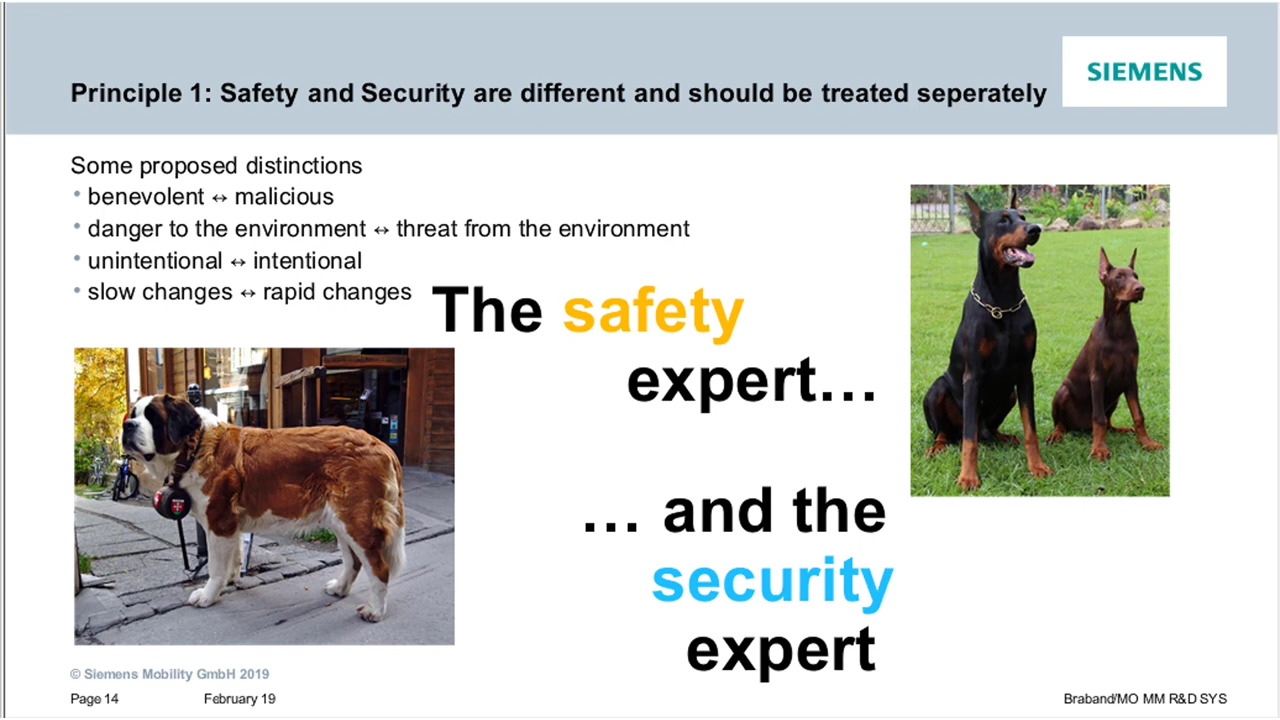 Principle 1: Safety and Security are different and should be treated seperately
SIEMENS
Some proposed distinctions
• benevolent ↔ malicious
• danger to the environment ↔ threat from the environment
• unintentional ↔ intentional
• slow changes ↔ rapid changes
The safety
expert…
… and the
security
expert
© Siemens Mobility GmbH 2019
Page 14 February 19 Braband/MO MM R&D SYS